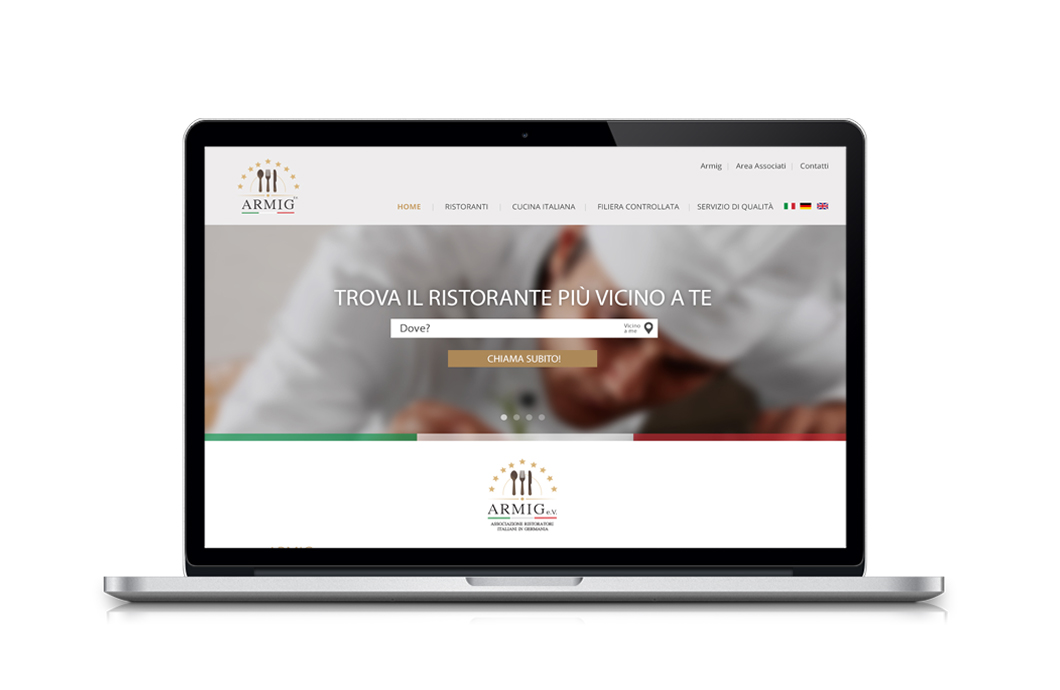 Armig
Area Associati
Contatti
ARMIG
HOME
RISTORANTI
CUCINA ITALIANA
FILIERA CONTROLLATA
SERVIZIO DI QUALITÀ
TROVA IL RISTORANTE PIÙ VICINO A TE
Dove?
Vicino
a me
CHIAMA SUBITO!
ARMIG e.V.
ASSOCIAZIONE RISTORATORI
ITALIANI IN GERMANIA